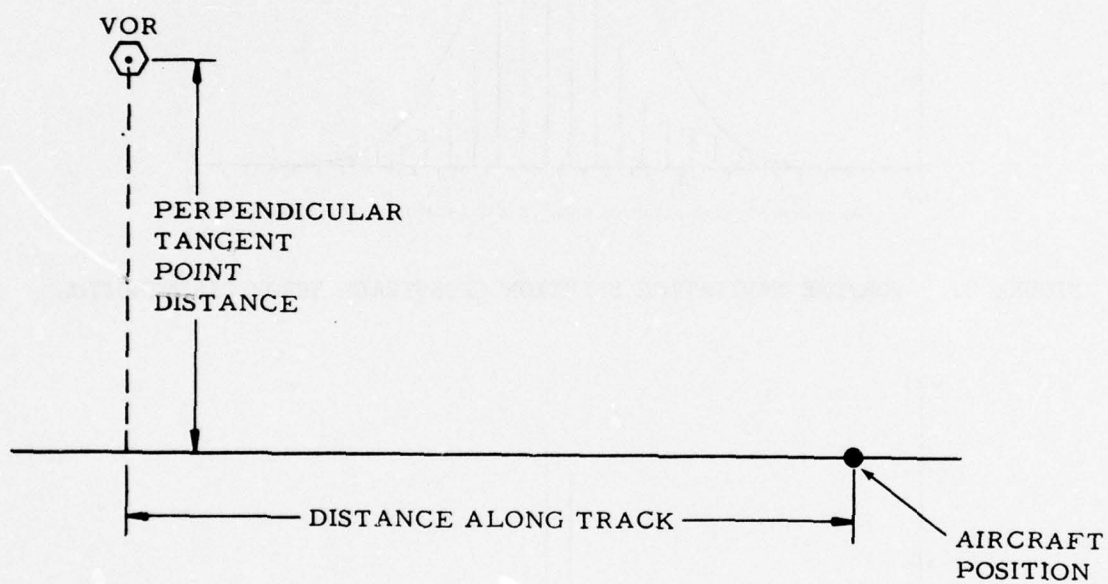 VOR
PERPENDICULAR
TANGENT
POINT
DISTANCE
DISTANCE ALONG TRACK
AIRCRAFT
POSITION